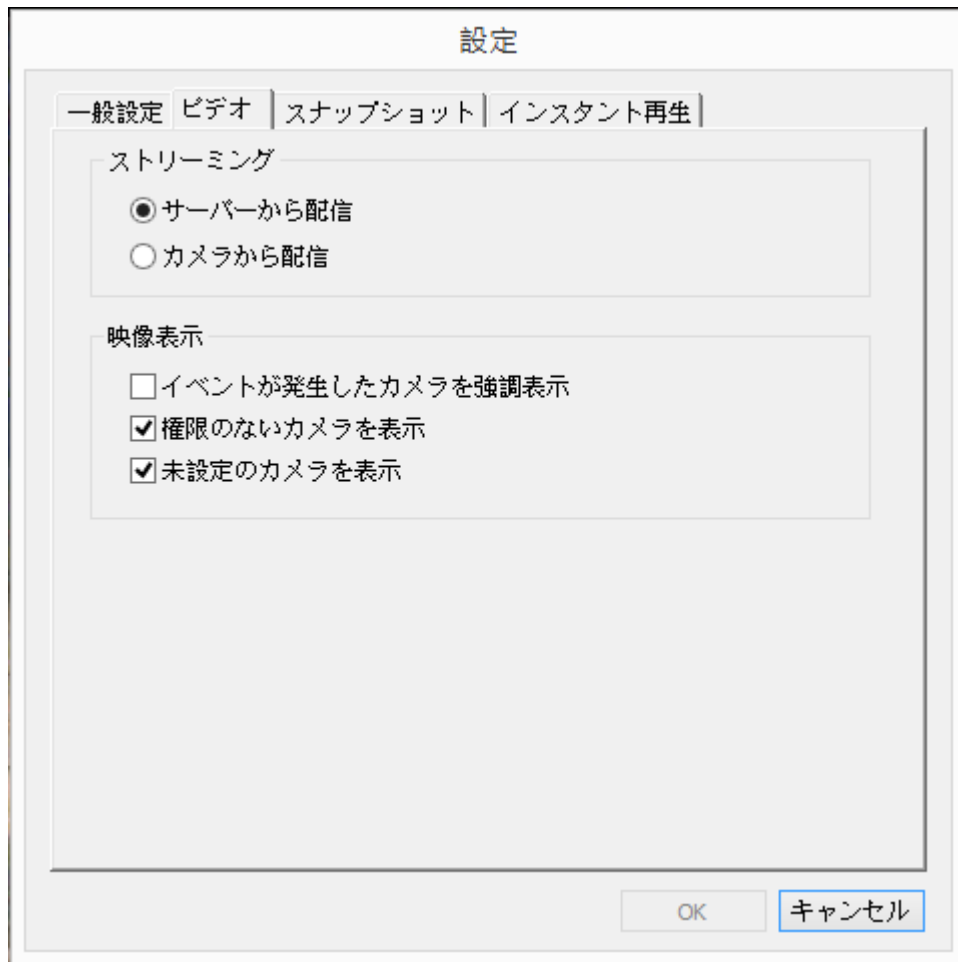 設定
一般設定 ビデオ スナップショット インスタント再生
ストリーミング
サーバーから配信
カメラから配信
映像表示
イベントが発生したカメラを強調表示
権限のないカメラを表示
未設定のカメラを表示
OK キャンセル